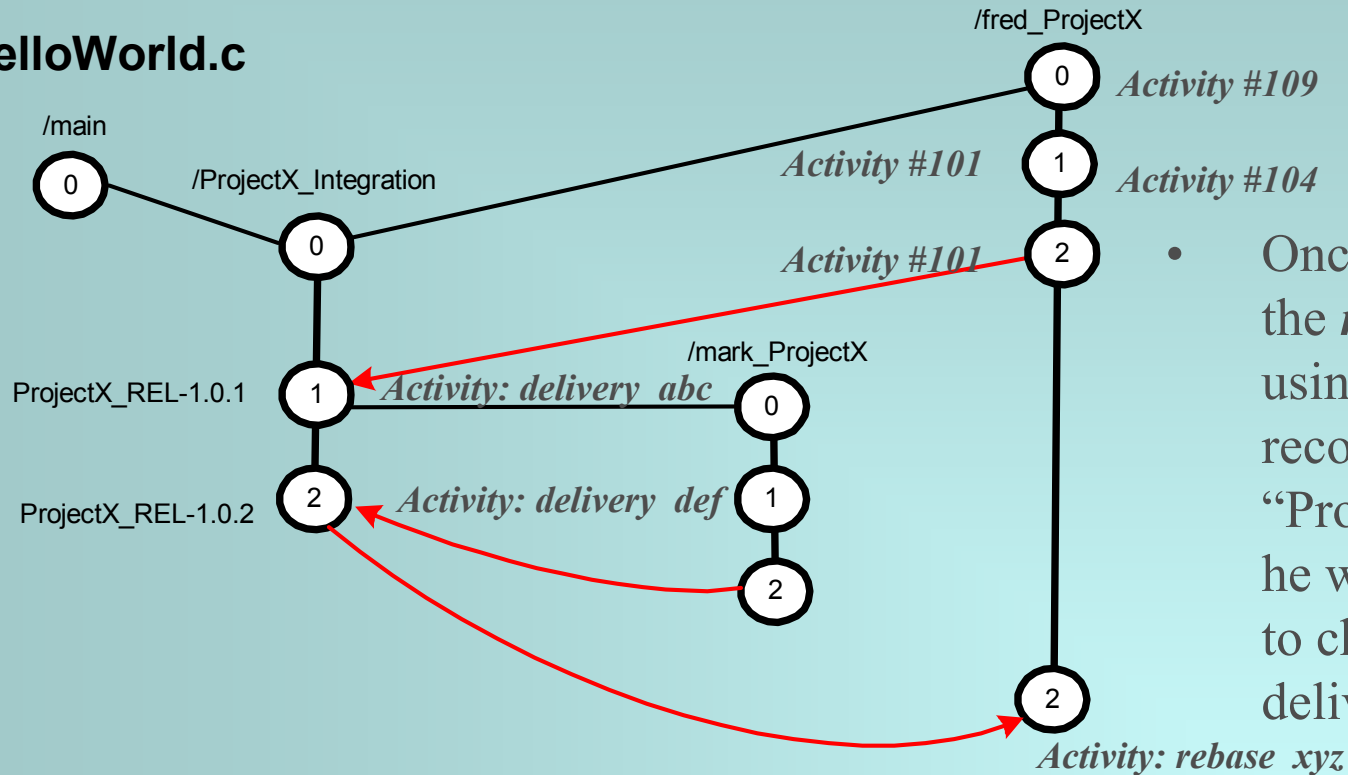 elloWorld.c
/main
0
/ProjectX_Integration
0
ProjectX_REL-1.0.1
1
Activity: delivery_abc
ProjectX_REL-1.0.2
2
Activity: delivery_def
/mark_ProjectX
0
1
2
/fred_ProjectX
0
Activity #109
Activity #101
1
Activity #104
Activity #101
2
2
Activity: rebase_xyz
• Onc
the
usin
reco
“Pro
he w
to cl
deliv